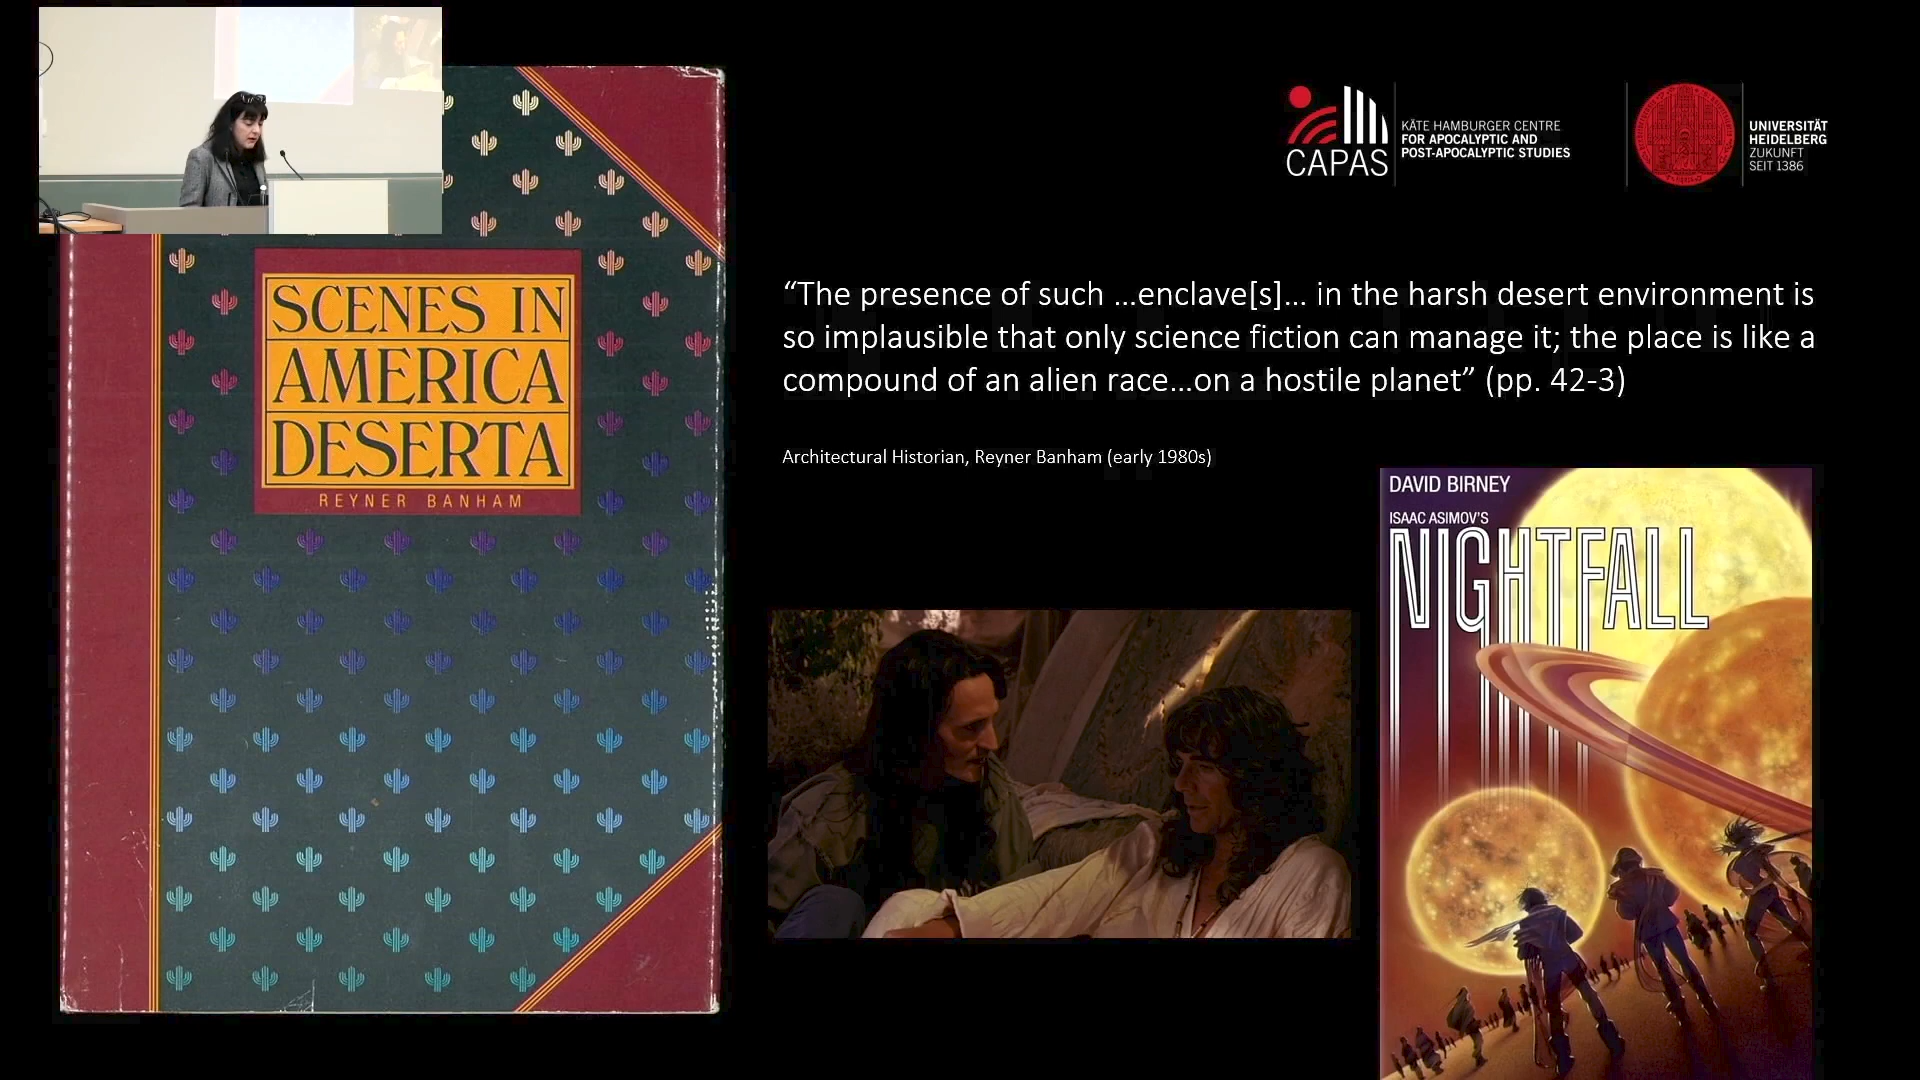 SCENES IN
AMERICA
DESERTA
REYNER BANHAM
CAPAS
KÄTE HAMBURGER CENTRE
FOR APOCALYPTIC AND
POST-APOCALYPTIC STUDIES
UNIVERSITÄT
HEIDELBERG
ZUKUNFT
SEIT 1386
“The presence of such ...enclave[s]... in the harsh desert environment is
so implausible that only science fiction can manage it; the place is like a
compound of an alien race...on a hostile planet” (pp. 42-3)
Architectural Historian, Reyner Banham (early 1980s)
DAVID BIRNEY
ISAAC ASIMOV'S
NIGHTFALL